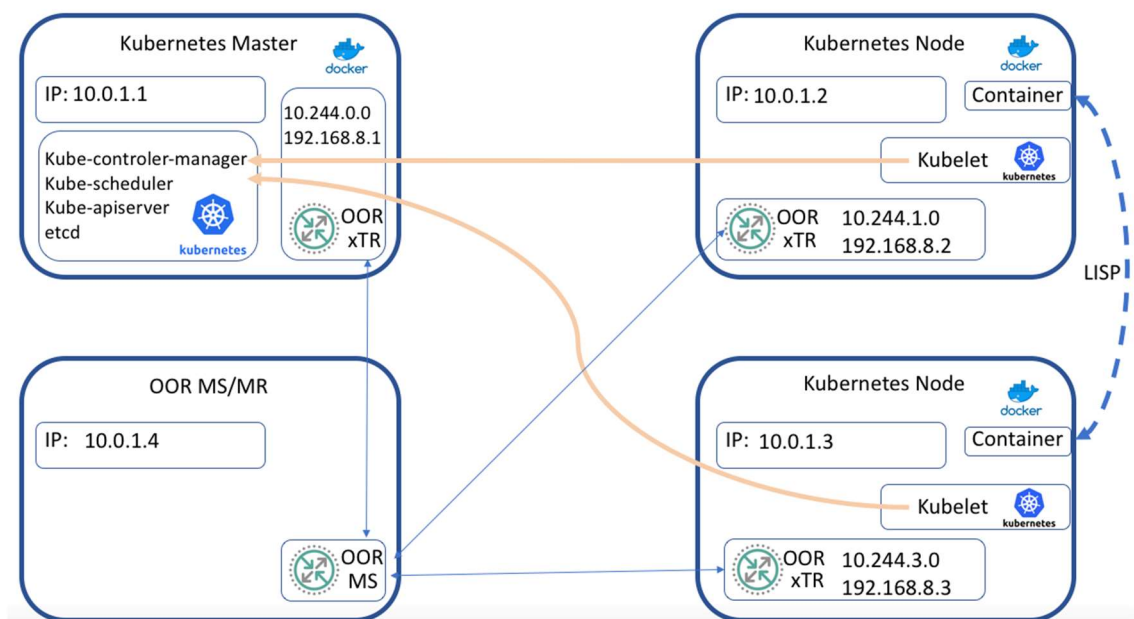 Kubernetes Master
docker
IP: 10.0.1.1
10.244.0.0
192.168.8.1
Kube-controler-manager
Kube-scheduler
Kube-apiserver
etcd
kubernetes
OOR
xTR
Kubernetes Node
docker
IP: 10.0.1.2
Container
Kubelet
kubernetes
OOR
xTR
10.244.1.0
192.168.8.2
LISP
OOR MS/MR
IP: 10.0.1.4
OOR
MS
Kubernetes Node
docker
IP: 10.0.1.3
Container
Kubelet
kubernetes
OOR
xTR
10.244.3.0
192.168.8.3